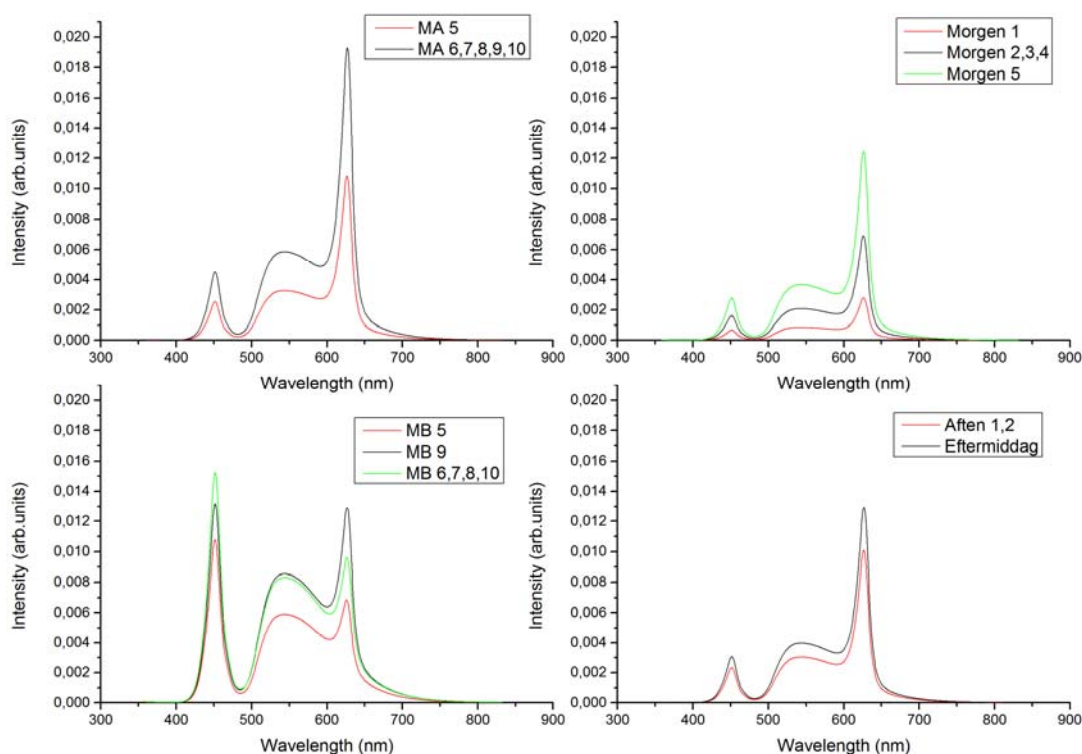 MA 5
MA 6,7,8,9,10
Intensity (arb.units)
0,020
0,018
0,016
0,014
0,012
0,010
0,008
0,006
0,004
0,002
0,000
300 400 500 600 700 800 900
Wavelength (nm)
Morgen 1
Morgen 2,3,4
Morgen 5
Intensity (arb.units)
0,020
0,018
0,016
0,014
0,012
0,010
0,008
0,006
0,004
0,002
0,000
300 400 500 600 700 800 900
Wavelength (nm)
MB 5
MB 9
MB 6,7,8,10
Intensity (arb.units)
0,020
0,018
0,016
0,014
0,012
0,010
0,008
0,006
0,004
0,002
0,000
300 400 500 600 700 800 900
Wavelength (nm)
Aften 1,2
Eftermiddag
Intensity (arb.units)
0,020
0,018
0,016
0,014
0,012
0,010
0,008
0,006
0,004
0,002
0,000
300 400 500 600 700 800 900
Wavelength (nm)